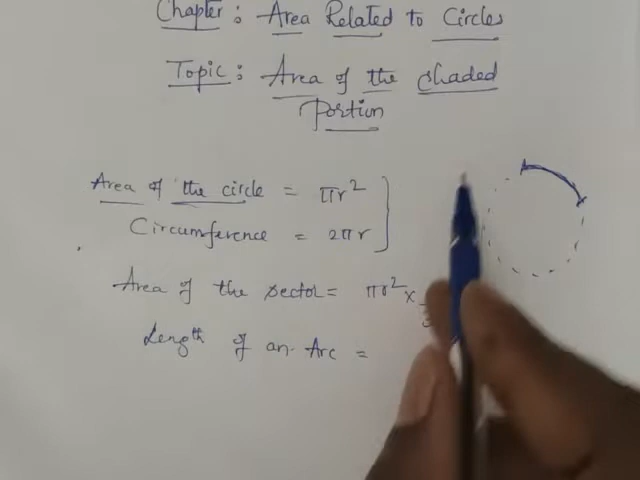 Chapter: Area Related to Circles
Topic: Area of the shaded
Portion
Area of the circle = πr²
Circumference = 2πr
Area of the sector = πr² ×
Length of an Arc =